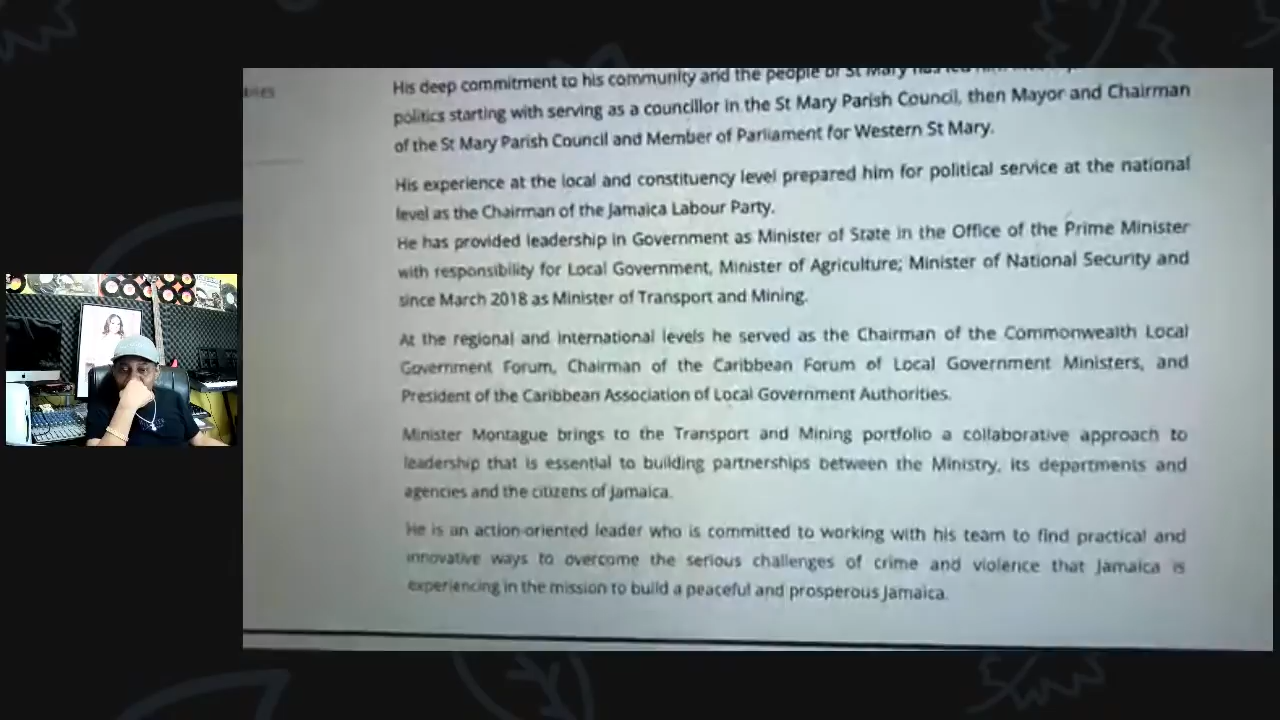 His deep commitment to his community and the people of St Mary has led him
politics starting with serving as a councillor in the St Mary Parish Council, then Mayor and Chairman
of the St Mary Parish Council and Member of Parliament for Western St Mary.
His experience at the local and constituency level prepared him for political service at the national
level as the Chairman of the Jamaica Labour Party.
He has provided leadership in Government as Minister of State in the Office of the Prime Minister
with responsibility for Local Government, Minister of Agriculture; Minister of National Security and
since March 2018 as Minister of Transport and Mining.
At the regional and international levels he served as the Chairman of the Commonwealth Local
Government Forum, Chairman of the Caribbean Forum of Local Government Ministers, and
President of the Caribbean Association of Local Government Authorities.
Minister Montague brings to the Transport and Mining portfolio a collaborative approach to
leadership that is essential to building partnerships between the Ministry, its departments and
agencies and the citizens of Jamaica.
He is an action-oriented leader who is committed to working with his team to find practical and
innovative ways to overcome the serious challenges of crime and violence that Jamaica is
experiencing in the mission to build a peaceful and prosperous Jamaica.